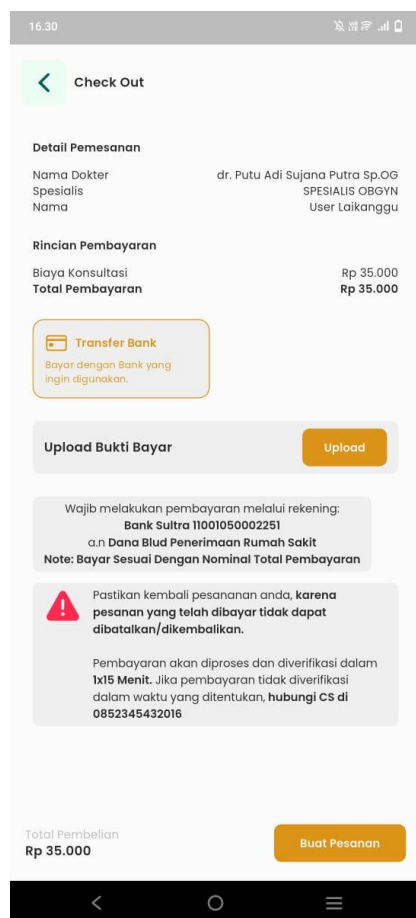 16.30
Check Out
Detail Pemesanan
Nama Dokter dr. Putu Adi Sujana Putra Sp.OG
Spesialis SPESIALIS OBGYN
Nama User Laikanggu
Rincian Pembayaran
Biaya Konsultasi Rp 35.000
Total Pembayaran Rp 35.000
Transfer Bank
Bayar dengan Bank yang
ingin digunakan.
Upload Bukti Bayar Upload
Wajib melakukan pembayaran melalui rekening:
Bank Sultra 11001050002251
a.n Dana Blud Penerimaan Rumah Sakit
Note: Bayar Sesuai Dengan Nominal Total Pembayaran
Pastikan kembali pesananan anda, karena
pesanan yang telah dibayar tidak dapat
dibatalkan/dikembalikan.
Pembayaran akan diproses dan diverifikasi dalam
1x15 Menit. Jika pembayaran tidak diverifikasi
dalam waktu yang ditentukan, hubungi CS di
0852345432016
Total Pembelian
Rp 35.000
Buat Pesanan